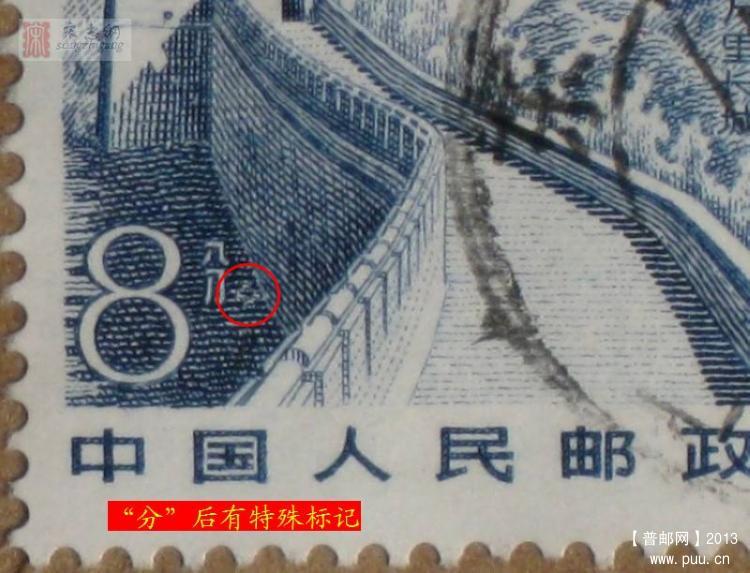 8分
中国人民邮政
“分”后有特殊标记
【普邮网】2013
www.puu.cn